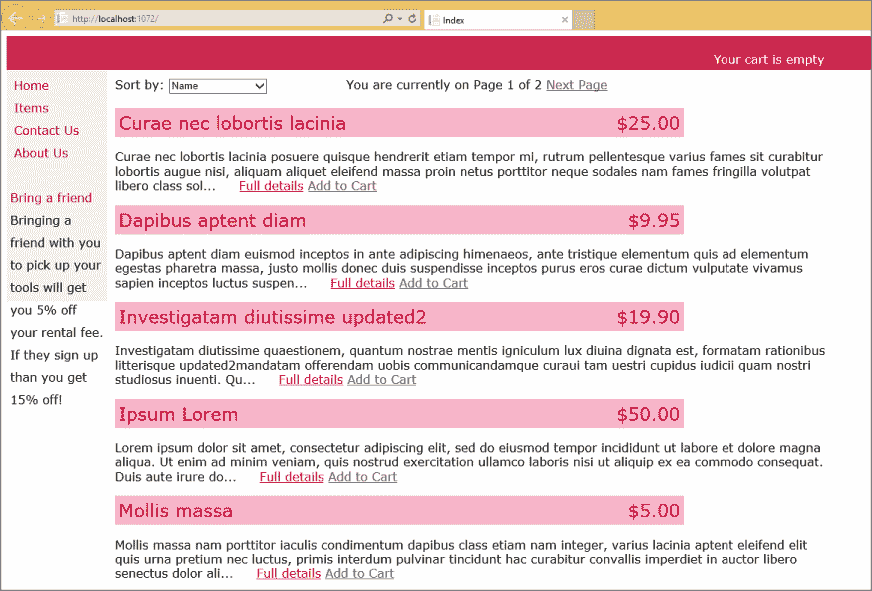 http://localhost:1072/
Index
Your cart is empty
Home
Items
Contact Us
About Us
Bring a friend
Bringing a
friend with you
to pick up your
tools will get
you 5% off
your rental fee.
If they sign up
than you get
15% off!
Sort by: Name
You are currently on Page 1 of 2 Next Page
Curae nec lobortis lacinia $25.00
Curae nec lobortis lacinia posuere quisque hendrerit etiam tempor mi, rutrum pellentesque varius fames sit curabitur
lobortis augue nisi, aliquam aliquet eleifend massa proin netus porttitor neque sodales nam fames fringilla volutpat
libero class sol... Full details Add to Cart
Dapibus aptent diam $9.95
Dapibus aptent diam euismod inceptos in ante adipiscing himenaeos, ante tristique elementum quis ad elementum
egestas pharetra massa, justo mollis donec duis suspendisse inceptos purus eros curae dictum vulputate vivamus
sapien inceptos luctus suspen... Full details Add to Cart
Investigatam diutissime updated2 $19.90
Investigatam diutissime quaestionem, quantum nostrae mentis igniculum lux diuina dignata est, formatam rationibus
litterisque updated2mandatam offerendam uobis communicandamque curaui tam uestri cupidus iudicii quam nostri
studiosus inuenti. Qu... Full details Add to Cart
Ipsum Lorem $50.00
Lorem ipsum dolor sit amet, consectetur adipiscing elit, sed do eiusmod tempor incididunt ut labore et dolore magna
aliqua. Ut enim ad minim veniam, quis nostrud exercitation ullamco laboris nisi ut aliquip ex ea commodo consequat.
Duis aute irure do... Full details Add to Cart
Mollis massa $5.00
Mollis massa nam porttitor iaculis condimentum dapibus class etiam nam integer, varius lacinia aptent eleifend elit
quis urna pretium nec luctus, primis interdum pulvinar tincidunt hac curabitur convallis imperdiet in auctor libero
senectus dolor ali... Full details Add to Cart